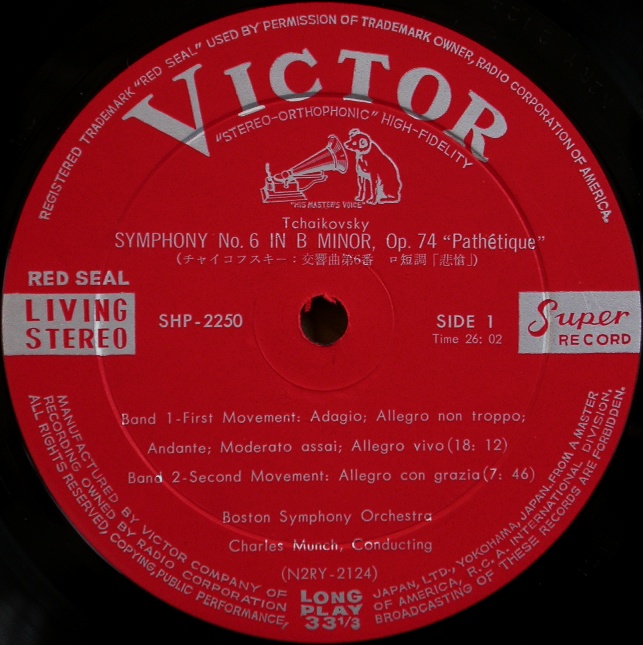 REGISTERED TRADEMARK "RED SEAL" USED BY PERMISSION OF TRADEMARK OWNER, RADIO CORPORATION OF AMERICA.
VICTOR
"STEREO-ORTHOPHONIC" HIGH-FIDELITY
"HIS MASTER'S VOICE"
Tchaikovsky
SYMPHONY No. 6 IN B MINOR, Op. 74 "Pathétique"
(チャイコフスキー：交響曲第6番 ロ短調「悲愴」)
RED SEAL
LIVING
STEREO
SHP-2250
SIDE 1
Time 26: 02
Super
RECORD
Band 1-First Movement: Adagio; Allegro non troppo;
Andante; Moderato assai; Allegro vivo (18: 12)
Band 2-Second Movement: Allegro con grazia (7: 46)
Boston Symphony Orchestra
Charles Munch, Conducting
(N2RY-2124)
LONG
PLAY
33 1/3
MANUFACTURED BY VICTOR COMPANY OF JAPAN, LTD., YOKOHAMA, JAPAN. FROM A MASTER
RECORDING OWNED BY RADIO CORPORATION OF AMERICA, R.C.A. INTERNATIONAL DIVISION,
ALL RIGHTS RESERVED, COPYING, PUBLIC PERFORMANCE, BROADCASTING OF THESE RECORDS ARE FORBIDDEN.